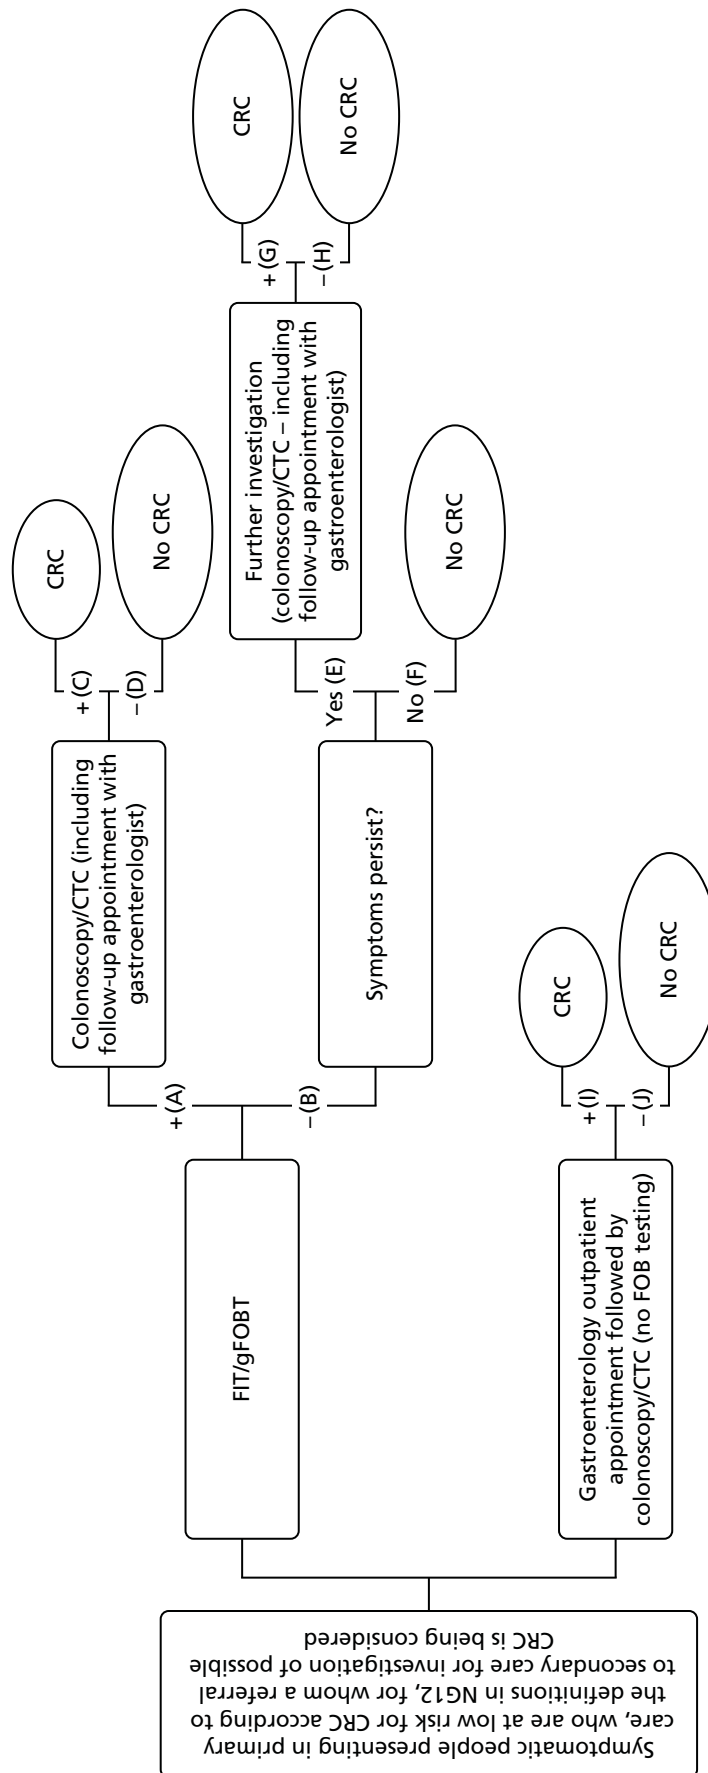 Symptomatic people presenting in primary
care, who are at low risk for CRC according to
the definitions in NG12, for whom a referral
to secondary care for investigation of possible
CRC is being considered
FIT/gFOBT
+ (A)
– (B)
Colonoscopy/CTC (including
follow-up appointment with
gastroenterologist)
+ (C)
– (D)
CRC
No CRC
Symptoms persist?
Yes (E)
No (F)
Further investigation
(colonoscopy/CTC – including
follow-up appointment with
gastroenterologist)
+ (G)
– (H)
CRC
No CRC
No CRC
Gastroenterology outpatient
appointment followed by
colonoscopy/CTC (no FOB testing)
+ (I)
– (J)
CRC
No CRC